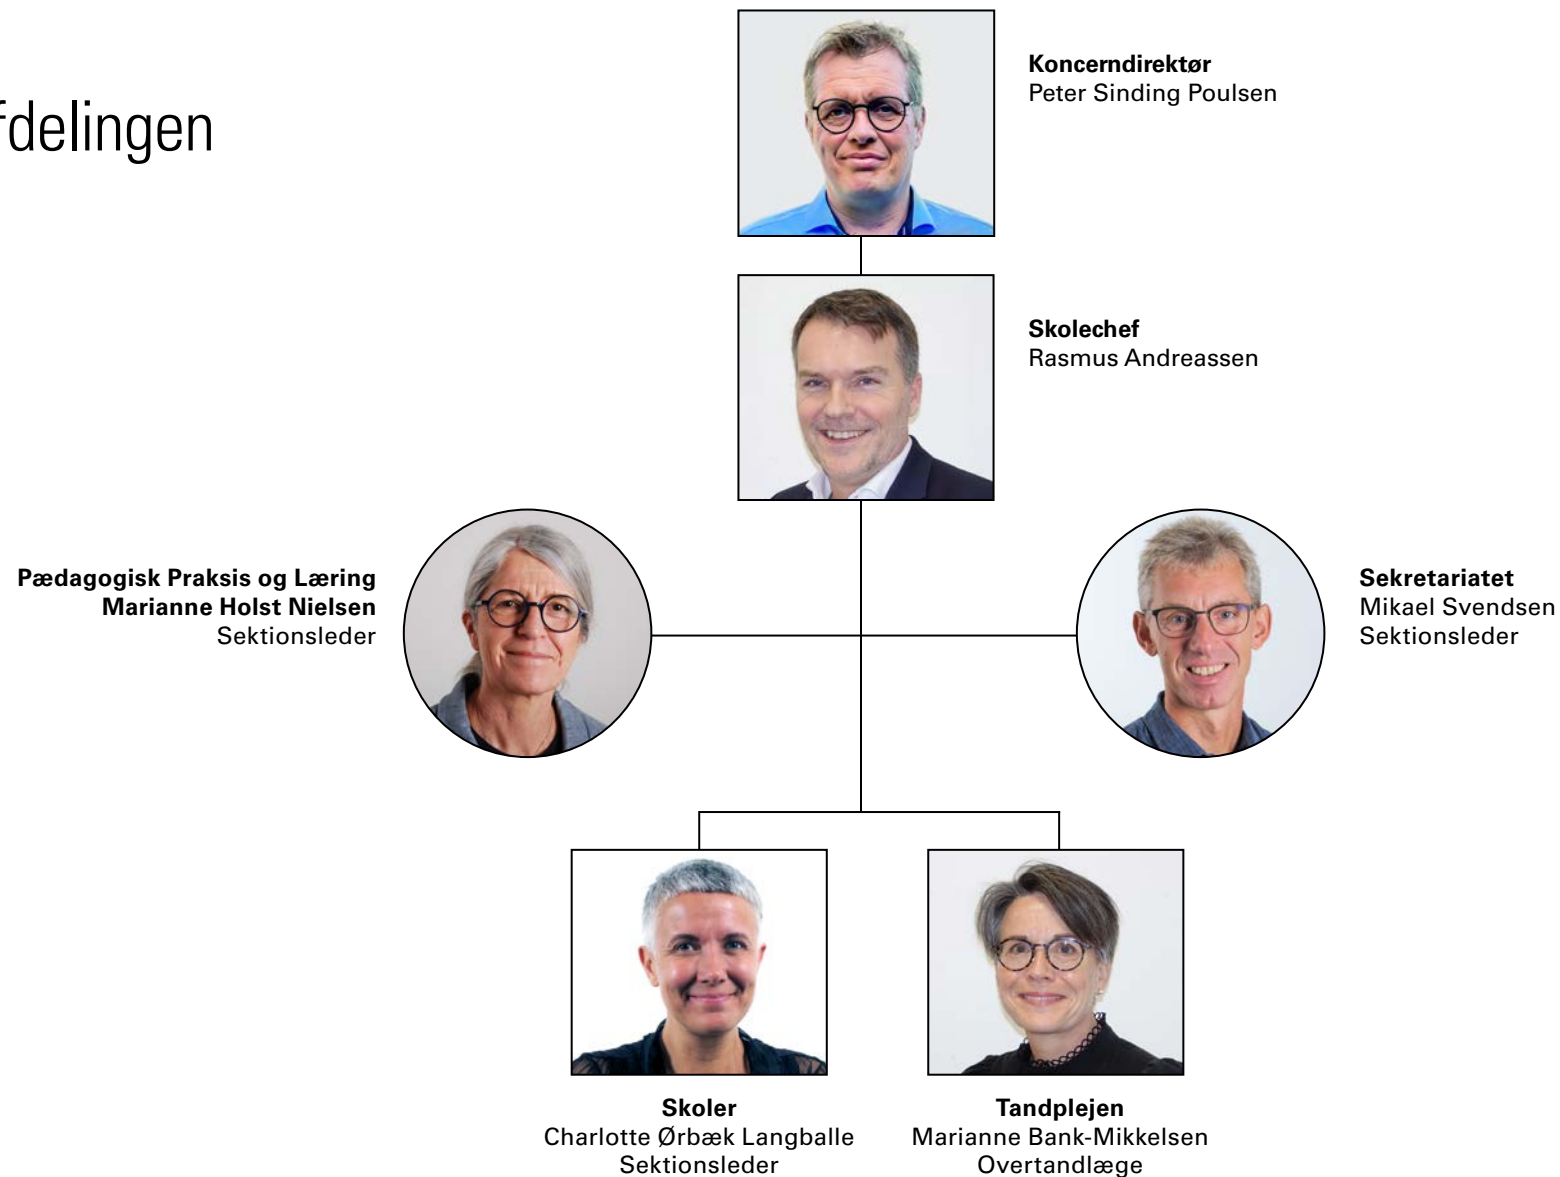 fdelingen
Koncerndirektør
Peter Sinding Poulsen
Skolechef
Rasmus Andreassen
Pædagogisk Praksis og Læring
Marianne Holst Nielsen
Sektionsleder
Sekretariatet
Mikael Svendsen
Sektionsleder
Skoler
Charlotte Ørbæk Langballe
Sektionsleder
Tandplejen
Marianne Bank-Mikkelsen
Overtandlæge